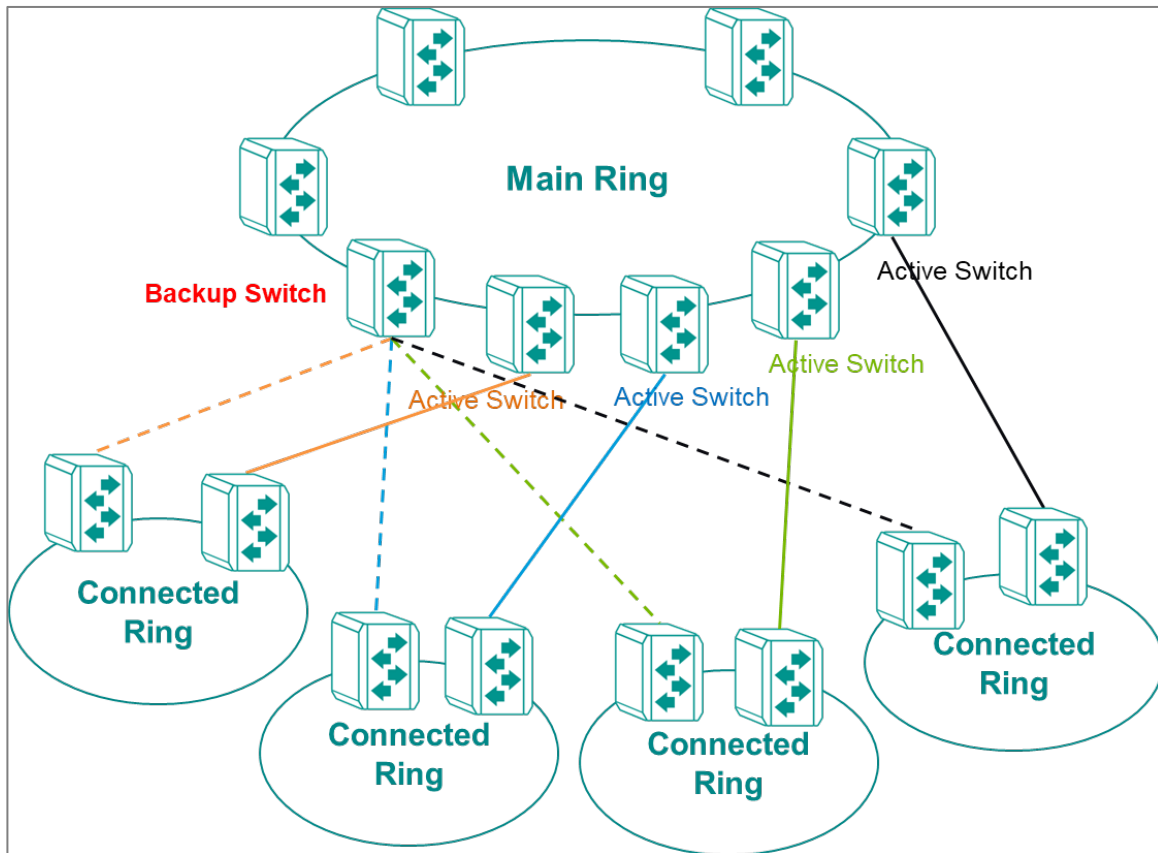 Main Ring
Active Switch
Backup Switch
Active Switch
Active Switch
Active Switch
Connected
Ring
Connected
Ring
Connected
Ring
Connected
Ring